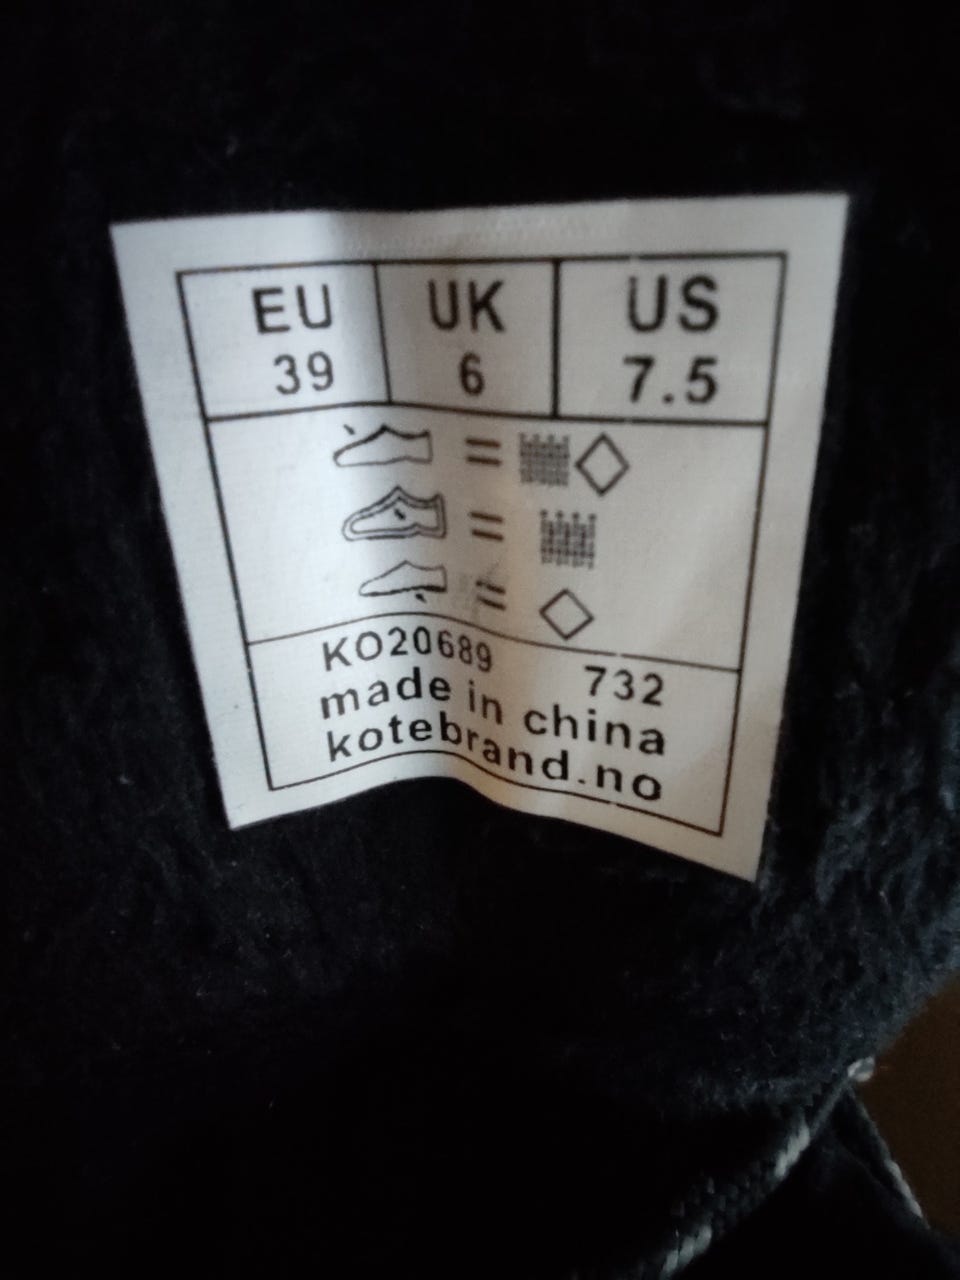 EU UK US
39 6 7.5
=
=
=
KO20689 732
made in china
kotebrand.no